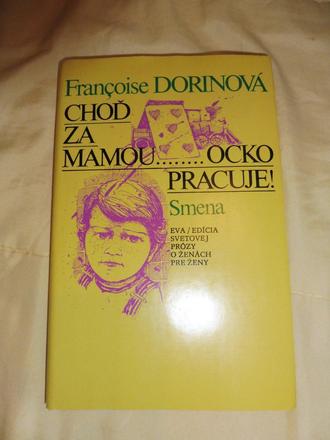 Françoise DORINOVÁ
CHOĎ
ZA
MAMOU........OCKO
PRACUJE!
Smena
EVA/EDÍCIA
SVETOVEJ
PRÓZY
O ŽENÁCH
PRE ŽENY